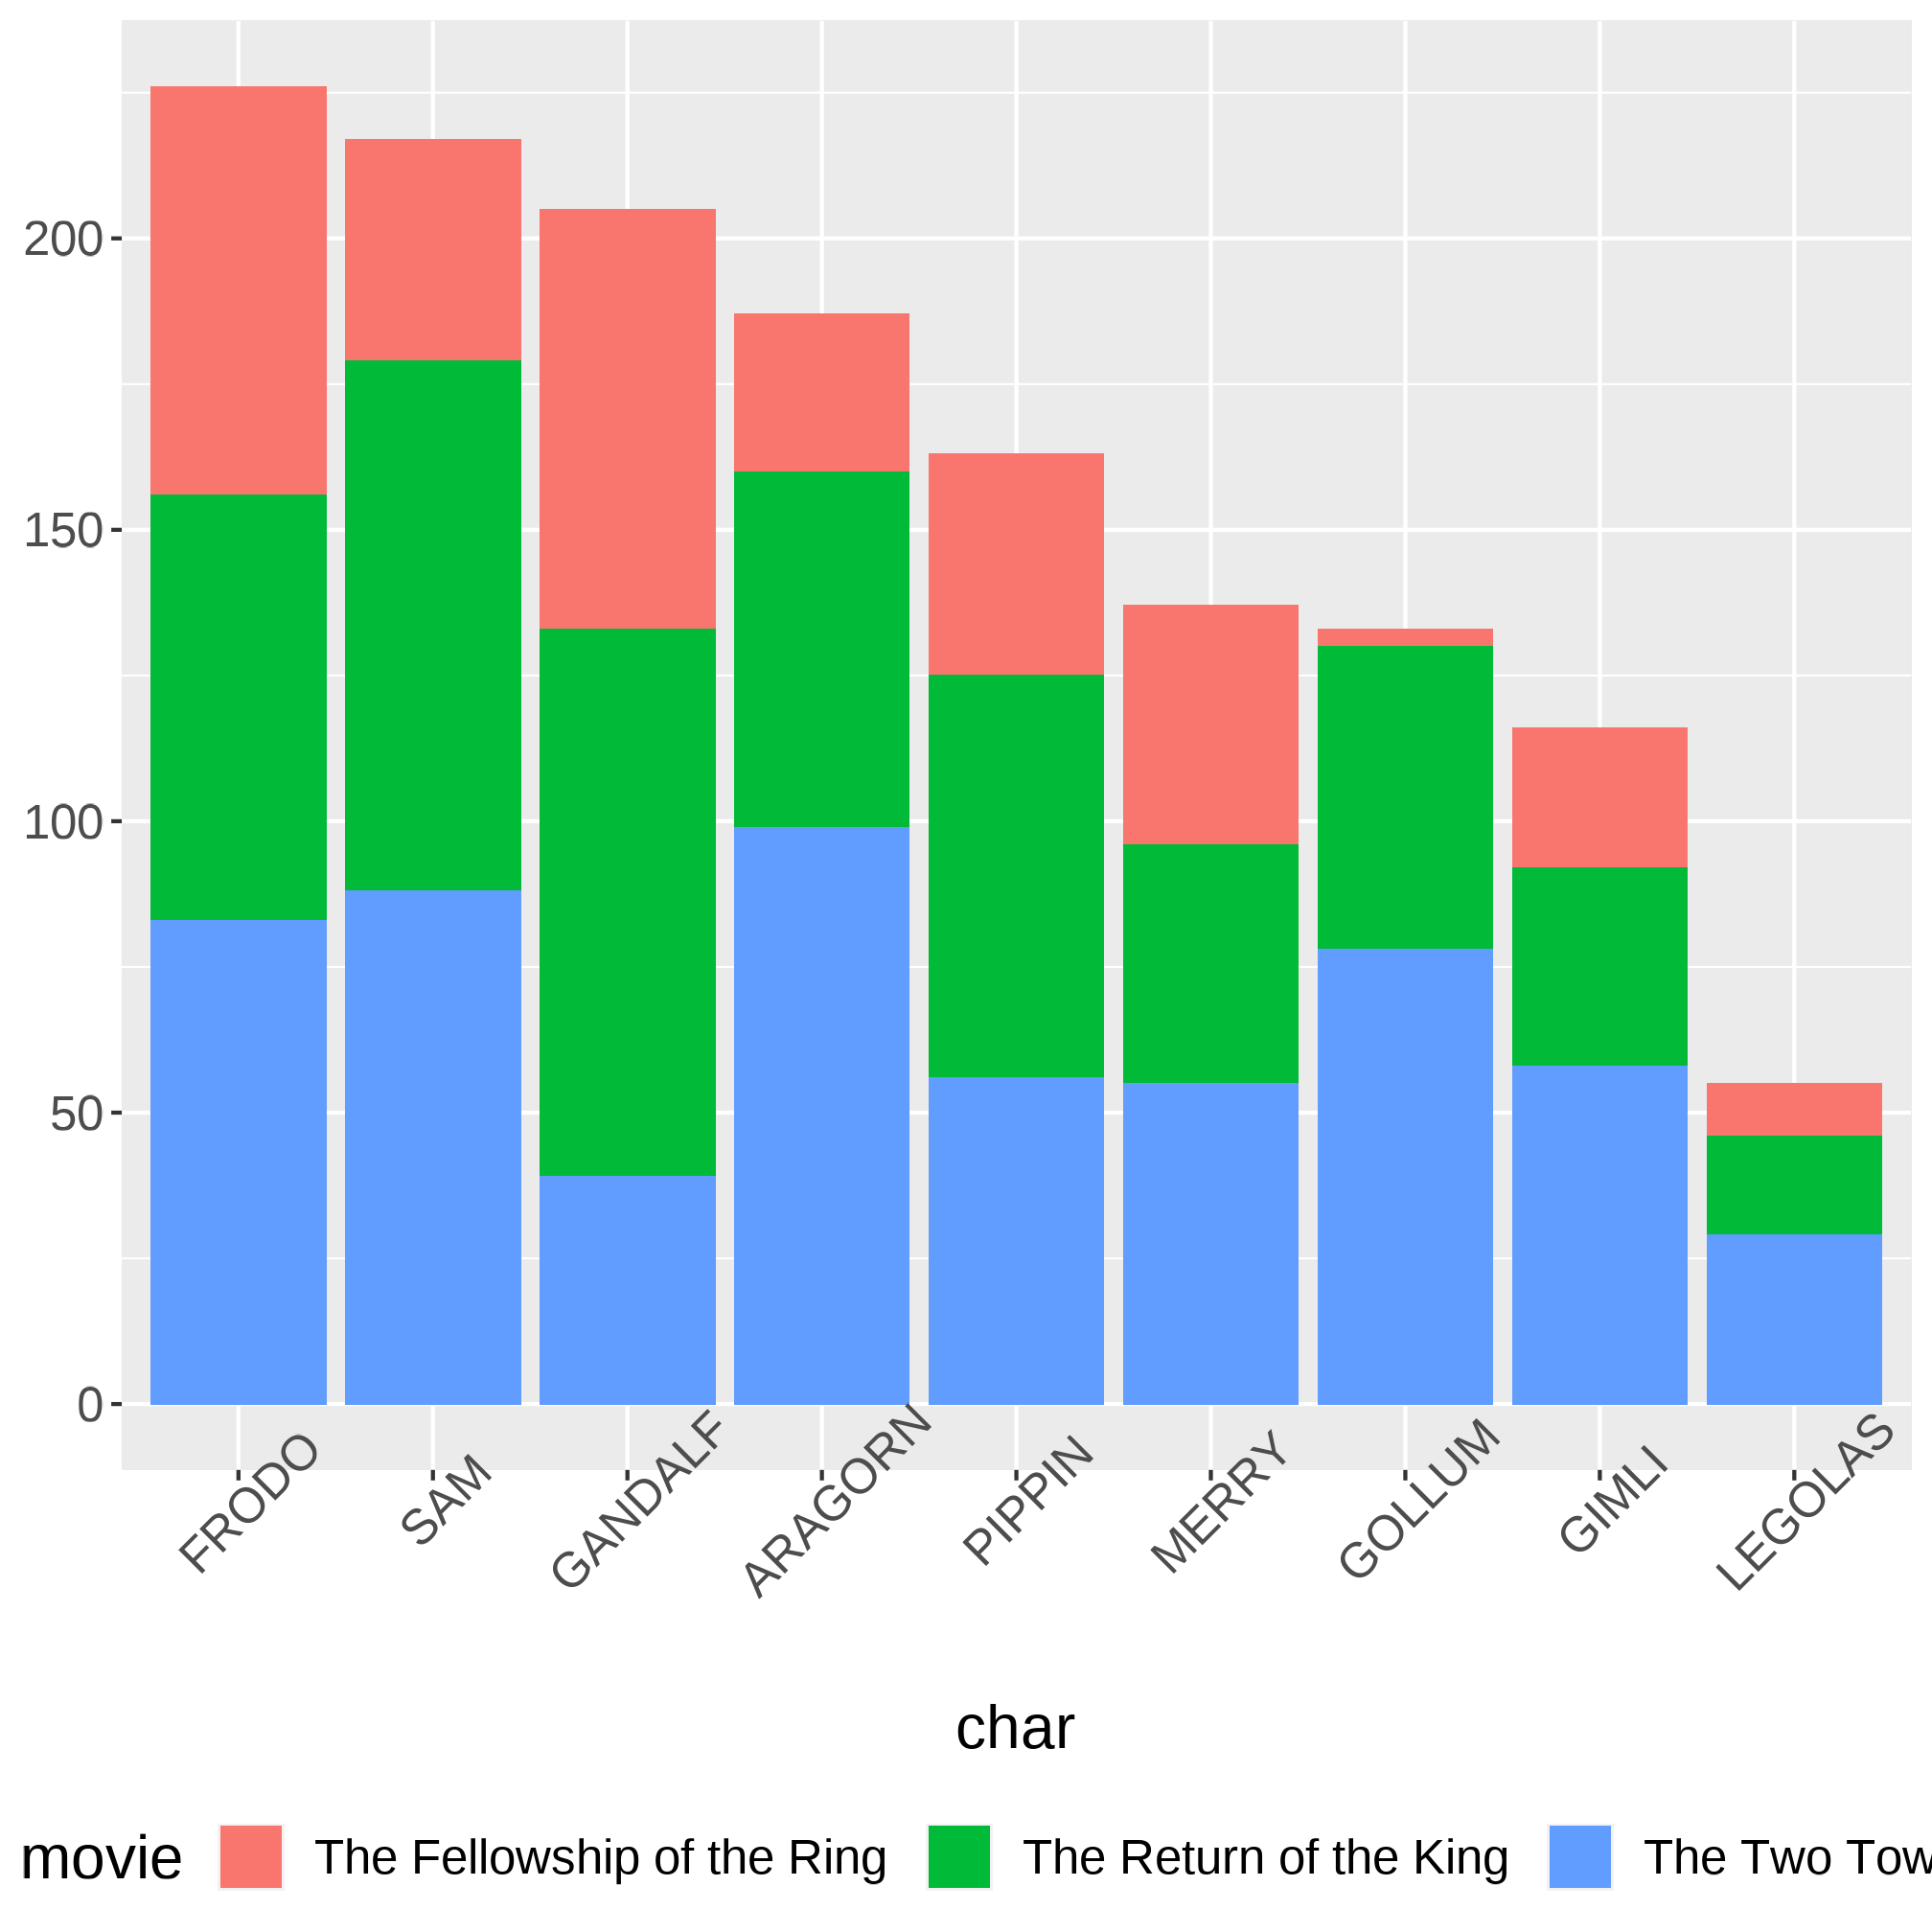 200
150
100
50
0
FRODO
SAM
GANDALF
ARAGORN
PIPPIN
MERRY
GOLLUM
GIMLI
LEGOLAS
char
movie The Fellowship of the Ring The Return of the King The Two Tow